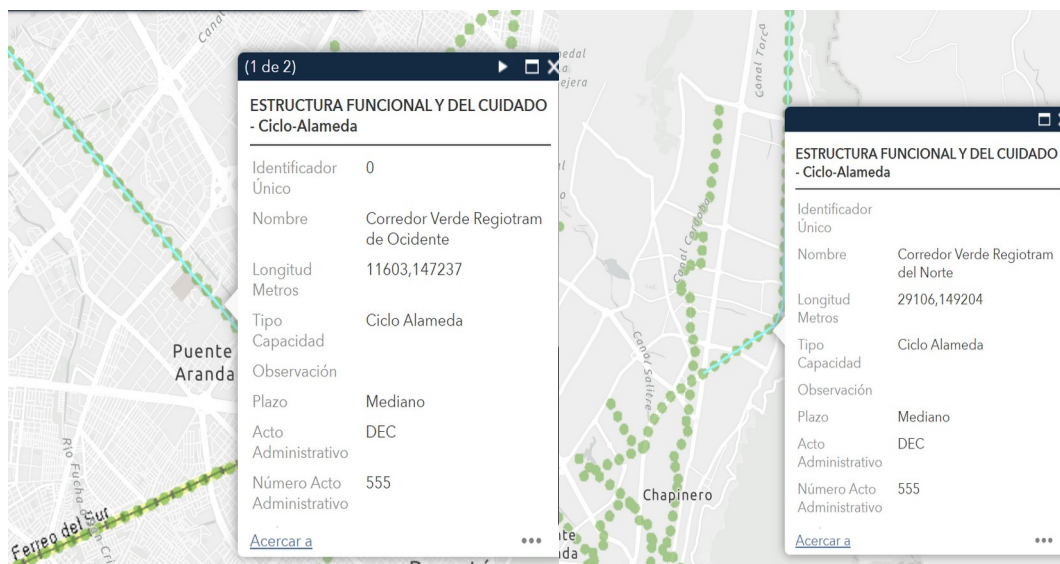 Canal
(1 de 2)
ESTRUCTURA FUNCIONAL Y DEL CUIDADO
- Ciclo-Alameda
Identificador 0
Único
Nombre Corredor Verde Regiotram
de Ocidente
Longitud 11603,147237
Metros
Tipo Ciclo Alameda
Capacidad
Observación
Plazo Mediano
Acto DEC
Administrativo
Número Acto 555
Administrativo
Acercar a
Puente
Aranda
Río Fucha
Ferreo del Sur
Canal Torca
Canal Cordoba
Canal Salitre
Chapinero
ESTRUCTURA FUNCIONAL Y DEL CUIDADO
- Ciclo-Alameda
Identificador
Único
Nombre Corredor Verde Regiotram
del Norte
Longitud 29106,149204
Metros
Tipo Ciclo Alameda
Capacidad
Observación
Plazo Mediano
Acto DEC
Administrativo
Número Acto 555
Administrativo
Acercar a